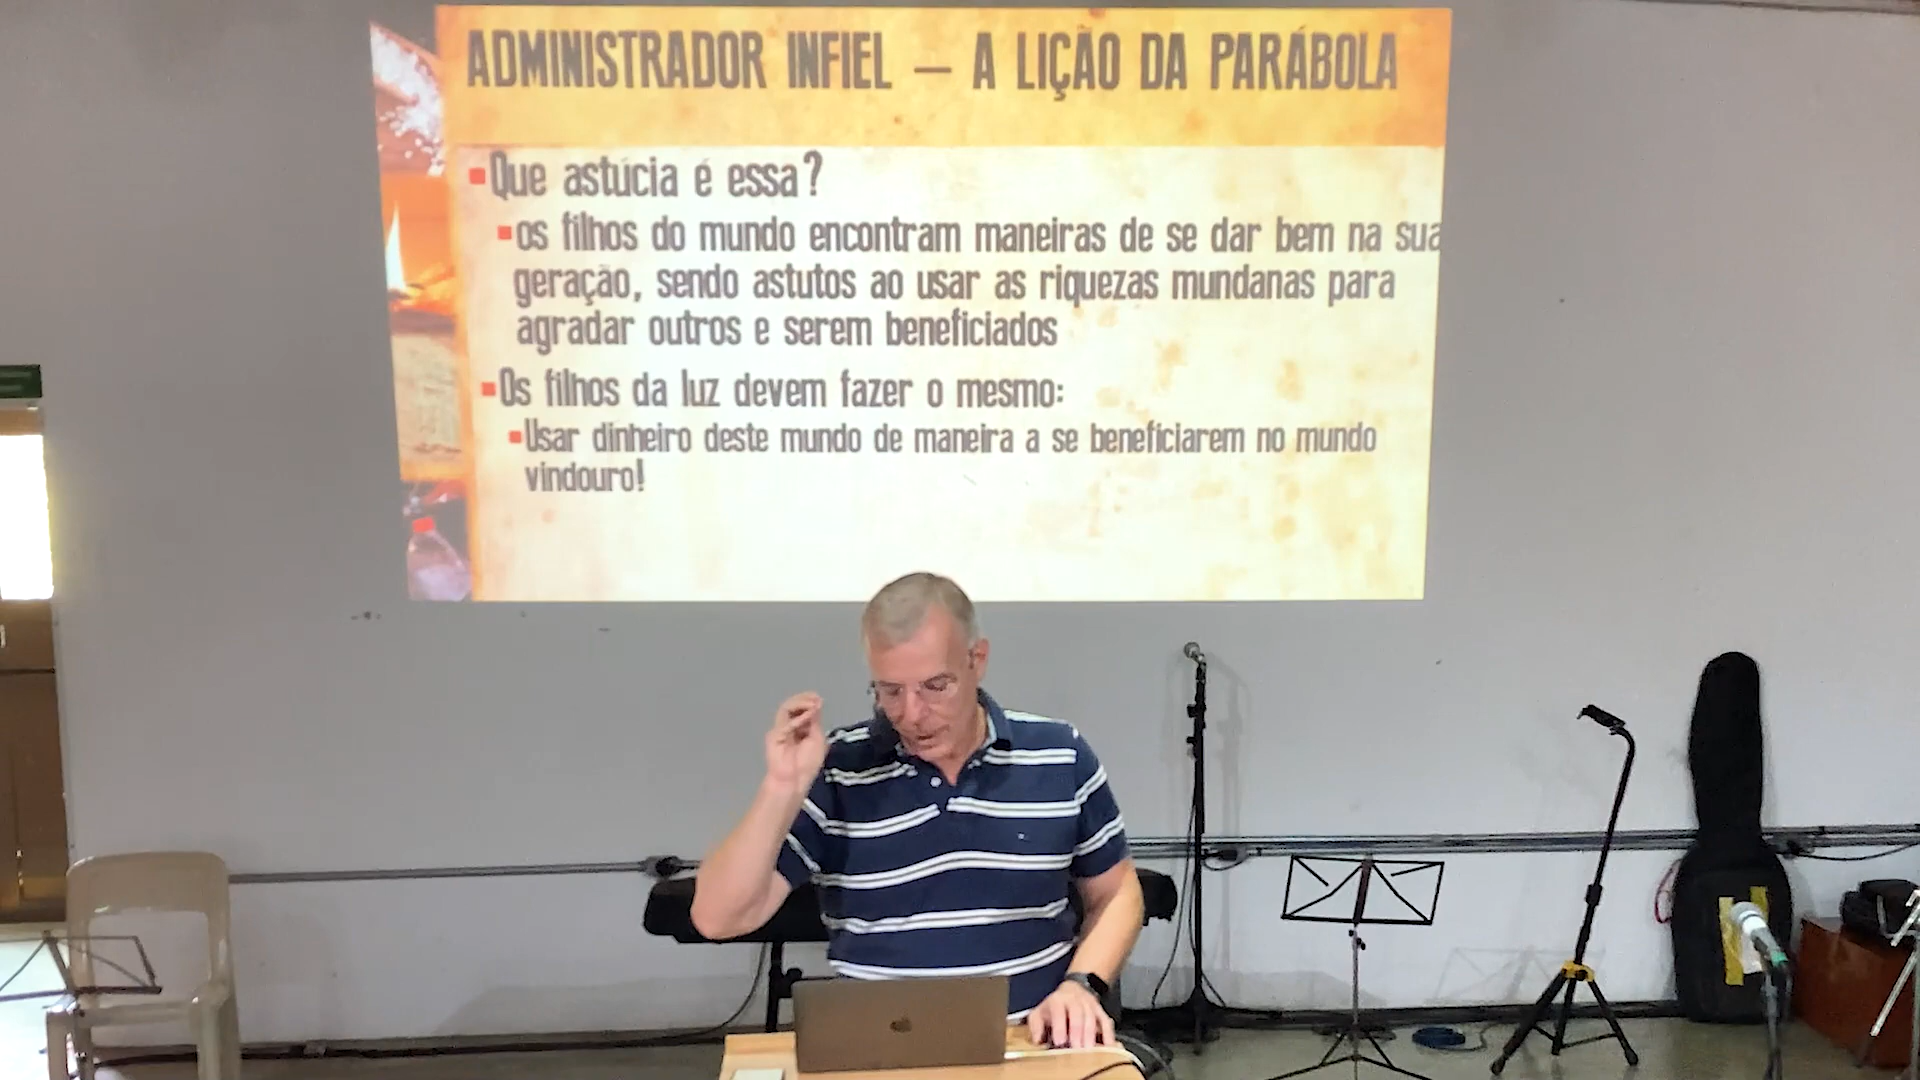 ADMINISTRADOR INFIEL – A LIÇÃO DA PARÁBOLA
Que astúcia é essa?
os filhos do mundo encontram maneiras de se dar bem na sua
geração, sendo astutos ao usar as riquezas mundanas para
agradar outros e serem beneficiados
Os filhos da luz devem fazer o mesmo:
Usar dinheiro deste mundo de maneira a se beneficiarem no mundo
vindouro!